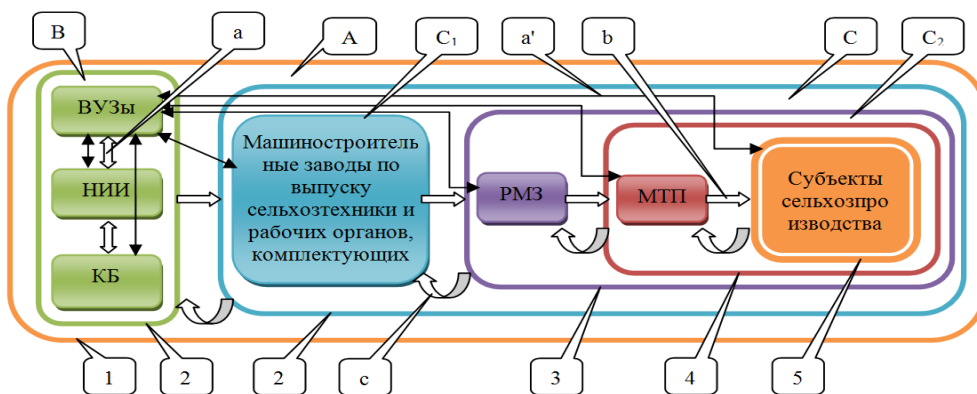 B
a
A
C₁
a'
b
C
C₂
ВУЗы
НИИ
КБ
Машиностроитель
ные заводы по
выпуску
сельхозтехники и
рабочих органов,
комплектующих
РМЗ
МТП
Субъекты
сельхозпро
изводства
1
2
2
c
3
4
5